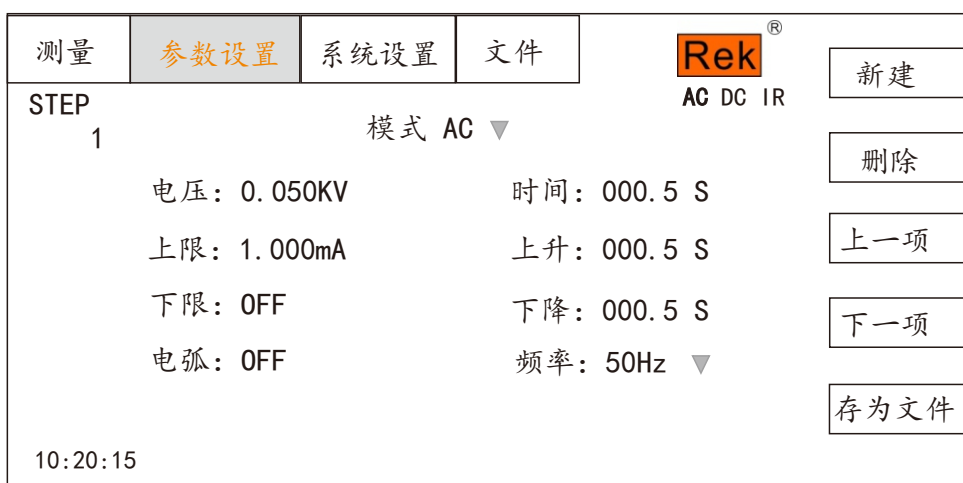 测量 参数设置 系统设置 文件
Rek®
AC DC IR
STEP
1
模式 AC
电压：0.050KV 时间：000.5 S
上限：1.000mA 上升：000.5 S
下限：OFF 下降：000.5 S
电弧：OFF 频率：50Hz
10:20:15
新建
删除
上一项
下一项
存为文件